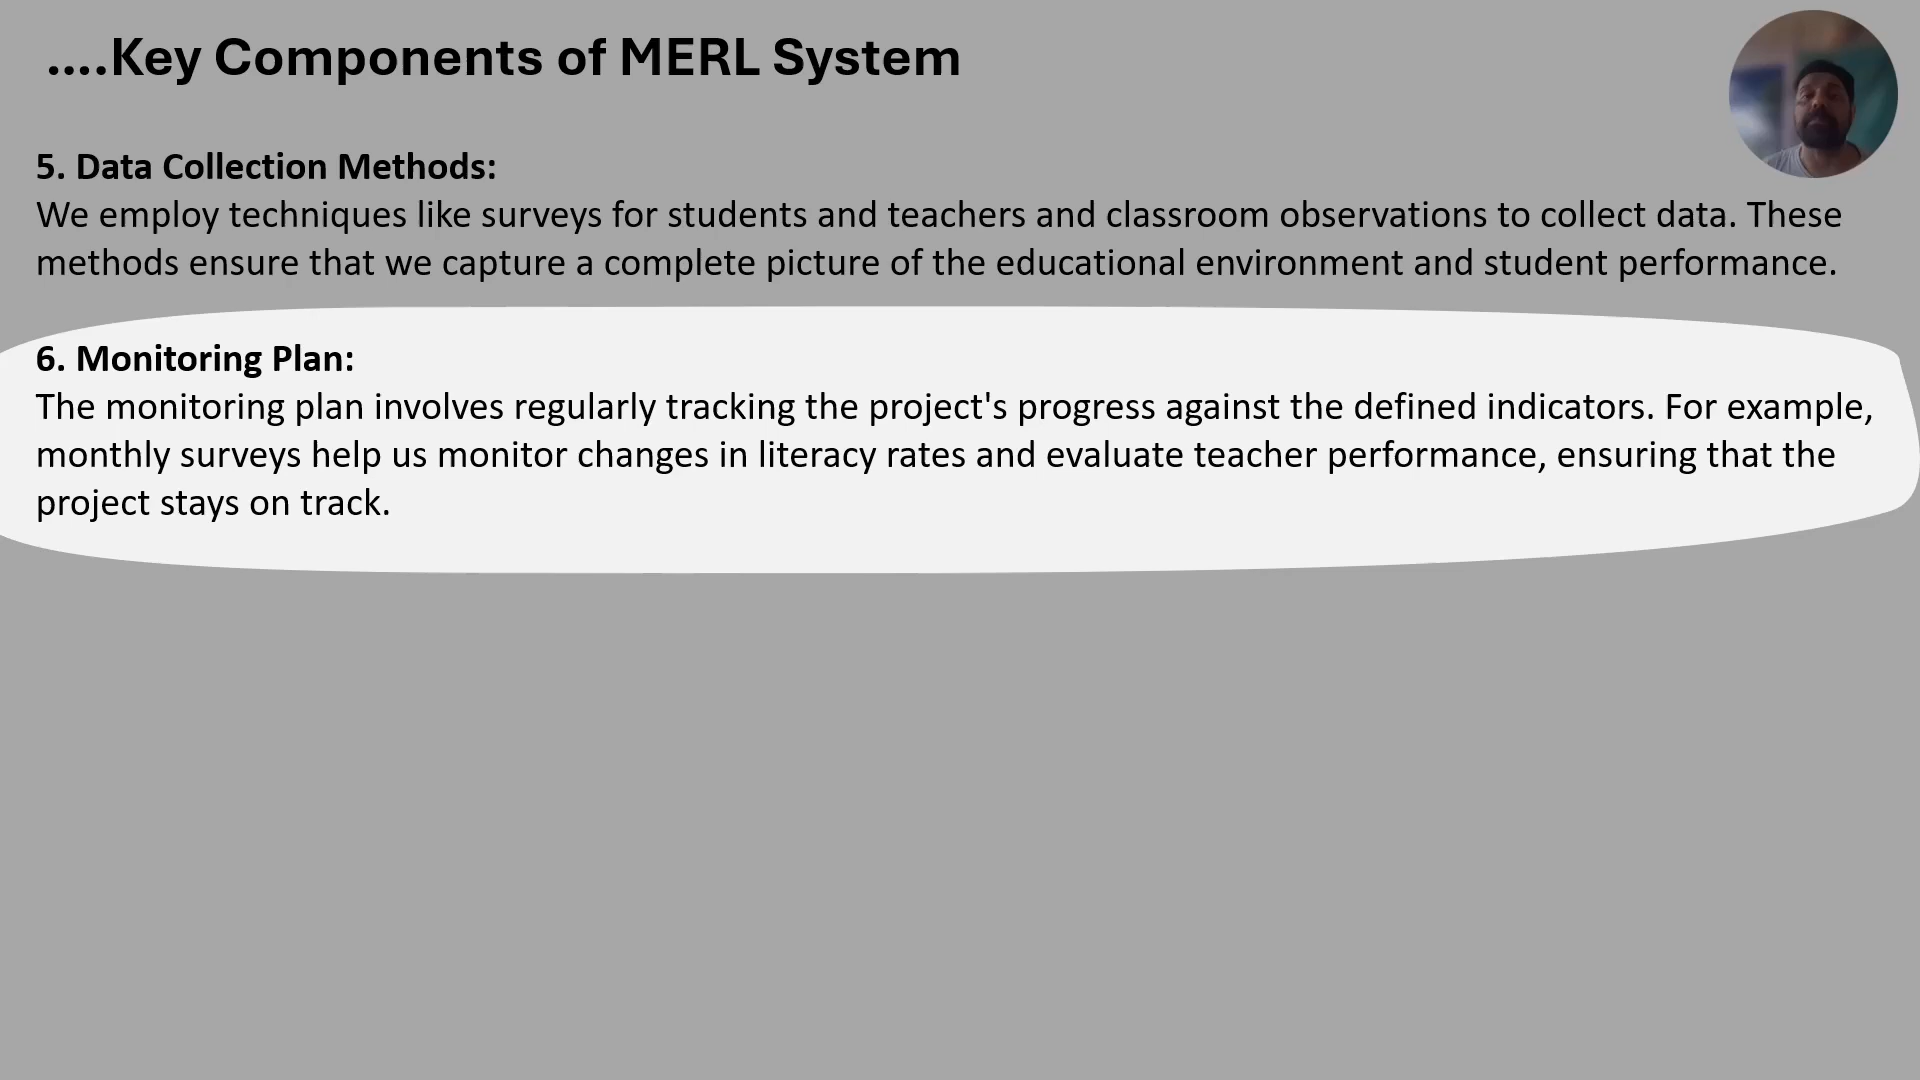 ....Key Components of MERL System
5. Data Collection Methods:
We employ techniques like surveys for students and teachers and classroom observations to collect data. These
methods ensure that we capture a complete picture of the educational environment and student performance.
6. Monitoring Plan:
The monitoring plan involves regularly tracking the project's progress against the defined indicators. For example,
monthly surveys help us monitor changes in literacy rates and evaluate teacher performance, ensuring that the
project stays on track.